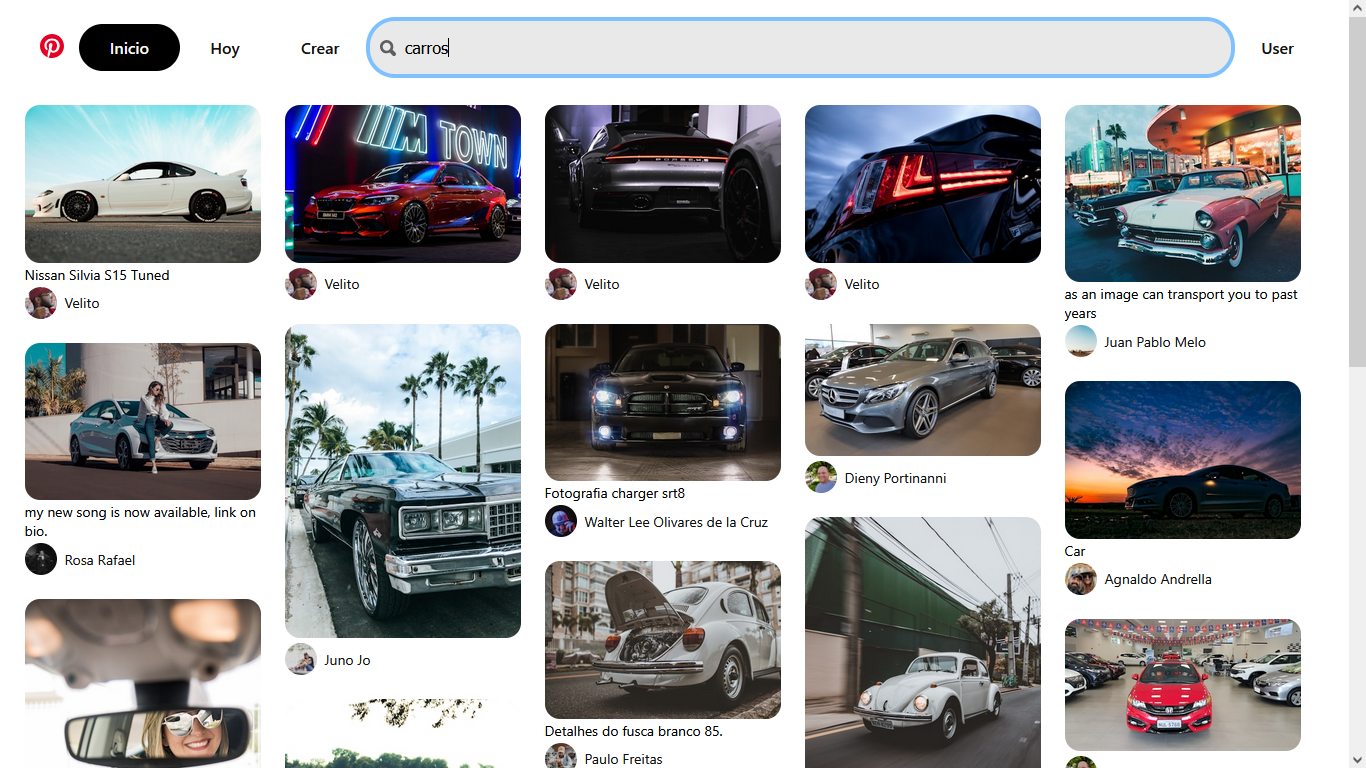 Inicio
Hoy
Crear
carros
User
Nissan Silvia S15 Tuned
Velito
my new song is now available, link on
bio.
Rosa Rafael
M TOWN
Velito
Juno Jo
PORSCHE
Velito
Fotografia charger srt8
Walter Lee Olivares de la Cruz
Detalhes do fusca branco 85.
Paulo Freitas
Velito
Dieny Portinanni
as an image can transport you to past
years
Juan Pablo Melo
Car
Agnaldo Andrella